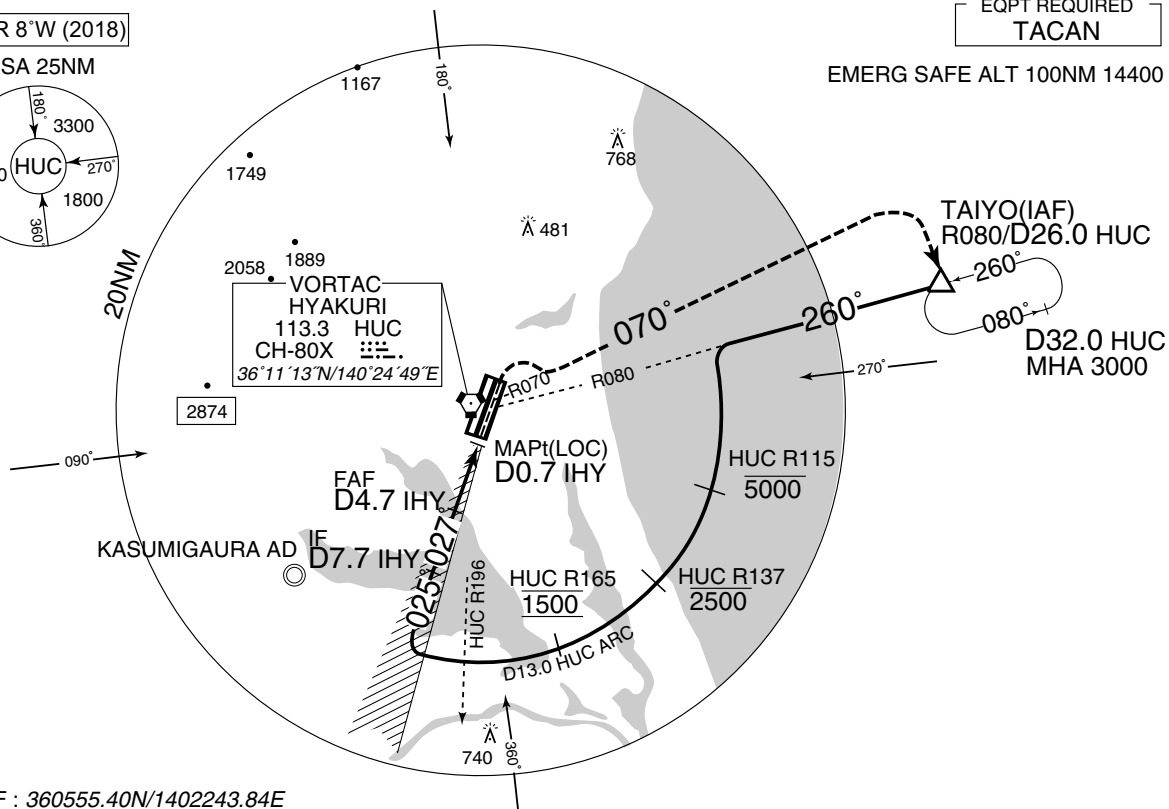 R 8°W (2018)
SA 25NM
180°
3300
HUC
270°
1800
360°
EQPT REQUIRED
TACAN
EMERG SAFE ALT 100NM 14400
180°
1167
768
1749
481
TAIYO(IAF)
R080/D26.0 HUC
260°
080°
D32.0 HUC
MHA 3000
20NM
1889
2058
VORTAC
HYAKURI
113.3 HUC
CH-80X
36°11´13˝N/140°24´49˝E
070°
260°
R070
R080
270°
2874
090°
MAPt(LOC)
D0.7 IHY
HUC R115
5000
FAF
D4.7 IHY
KASUMIGAURA AD
IF
D7.7 IHY
025°-027°
HUC R196
HUC R165
1500
HUC R137
2500
D13.0 HUC ARC
740
360°
F : 360555.40N/1402243.84E